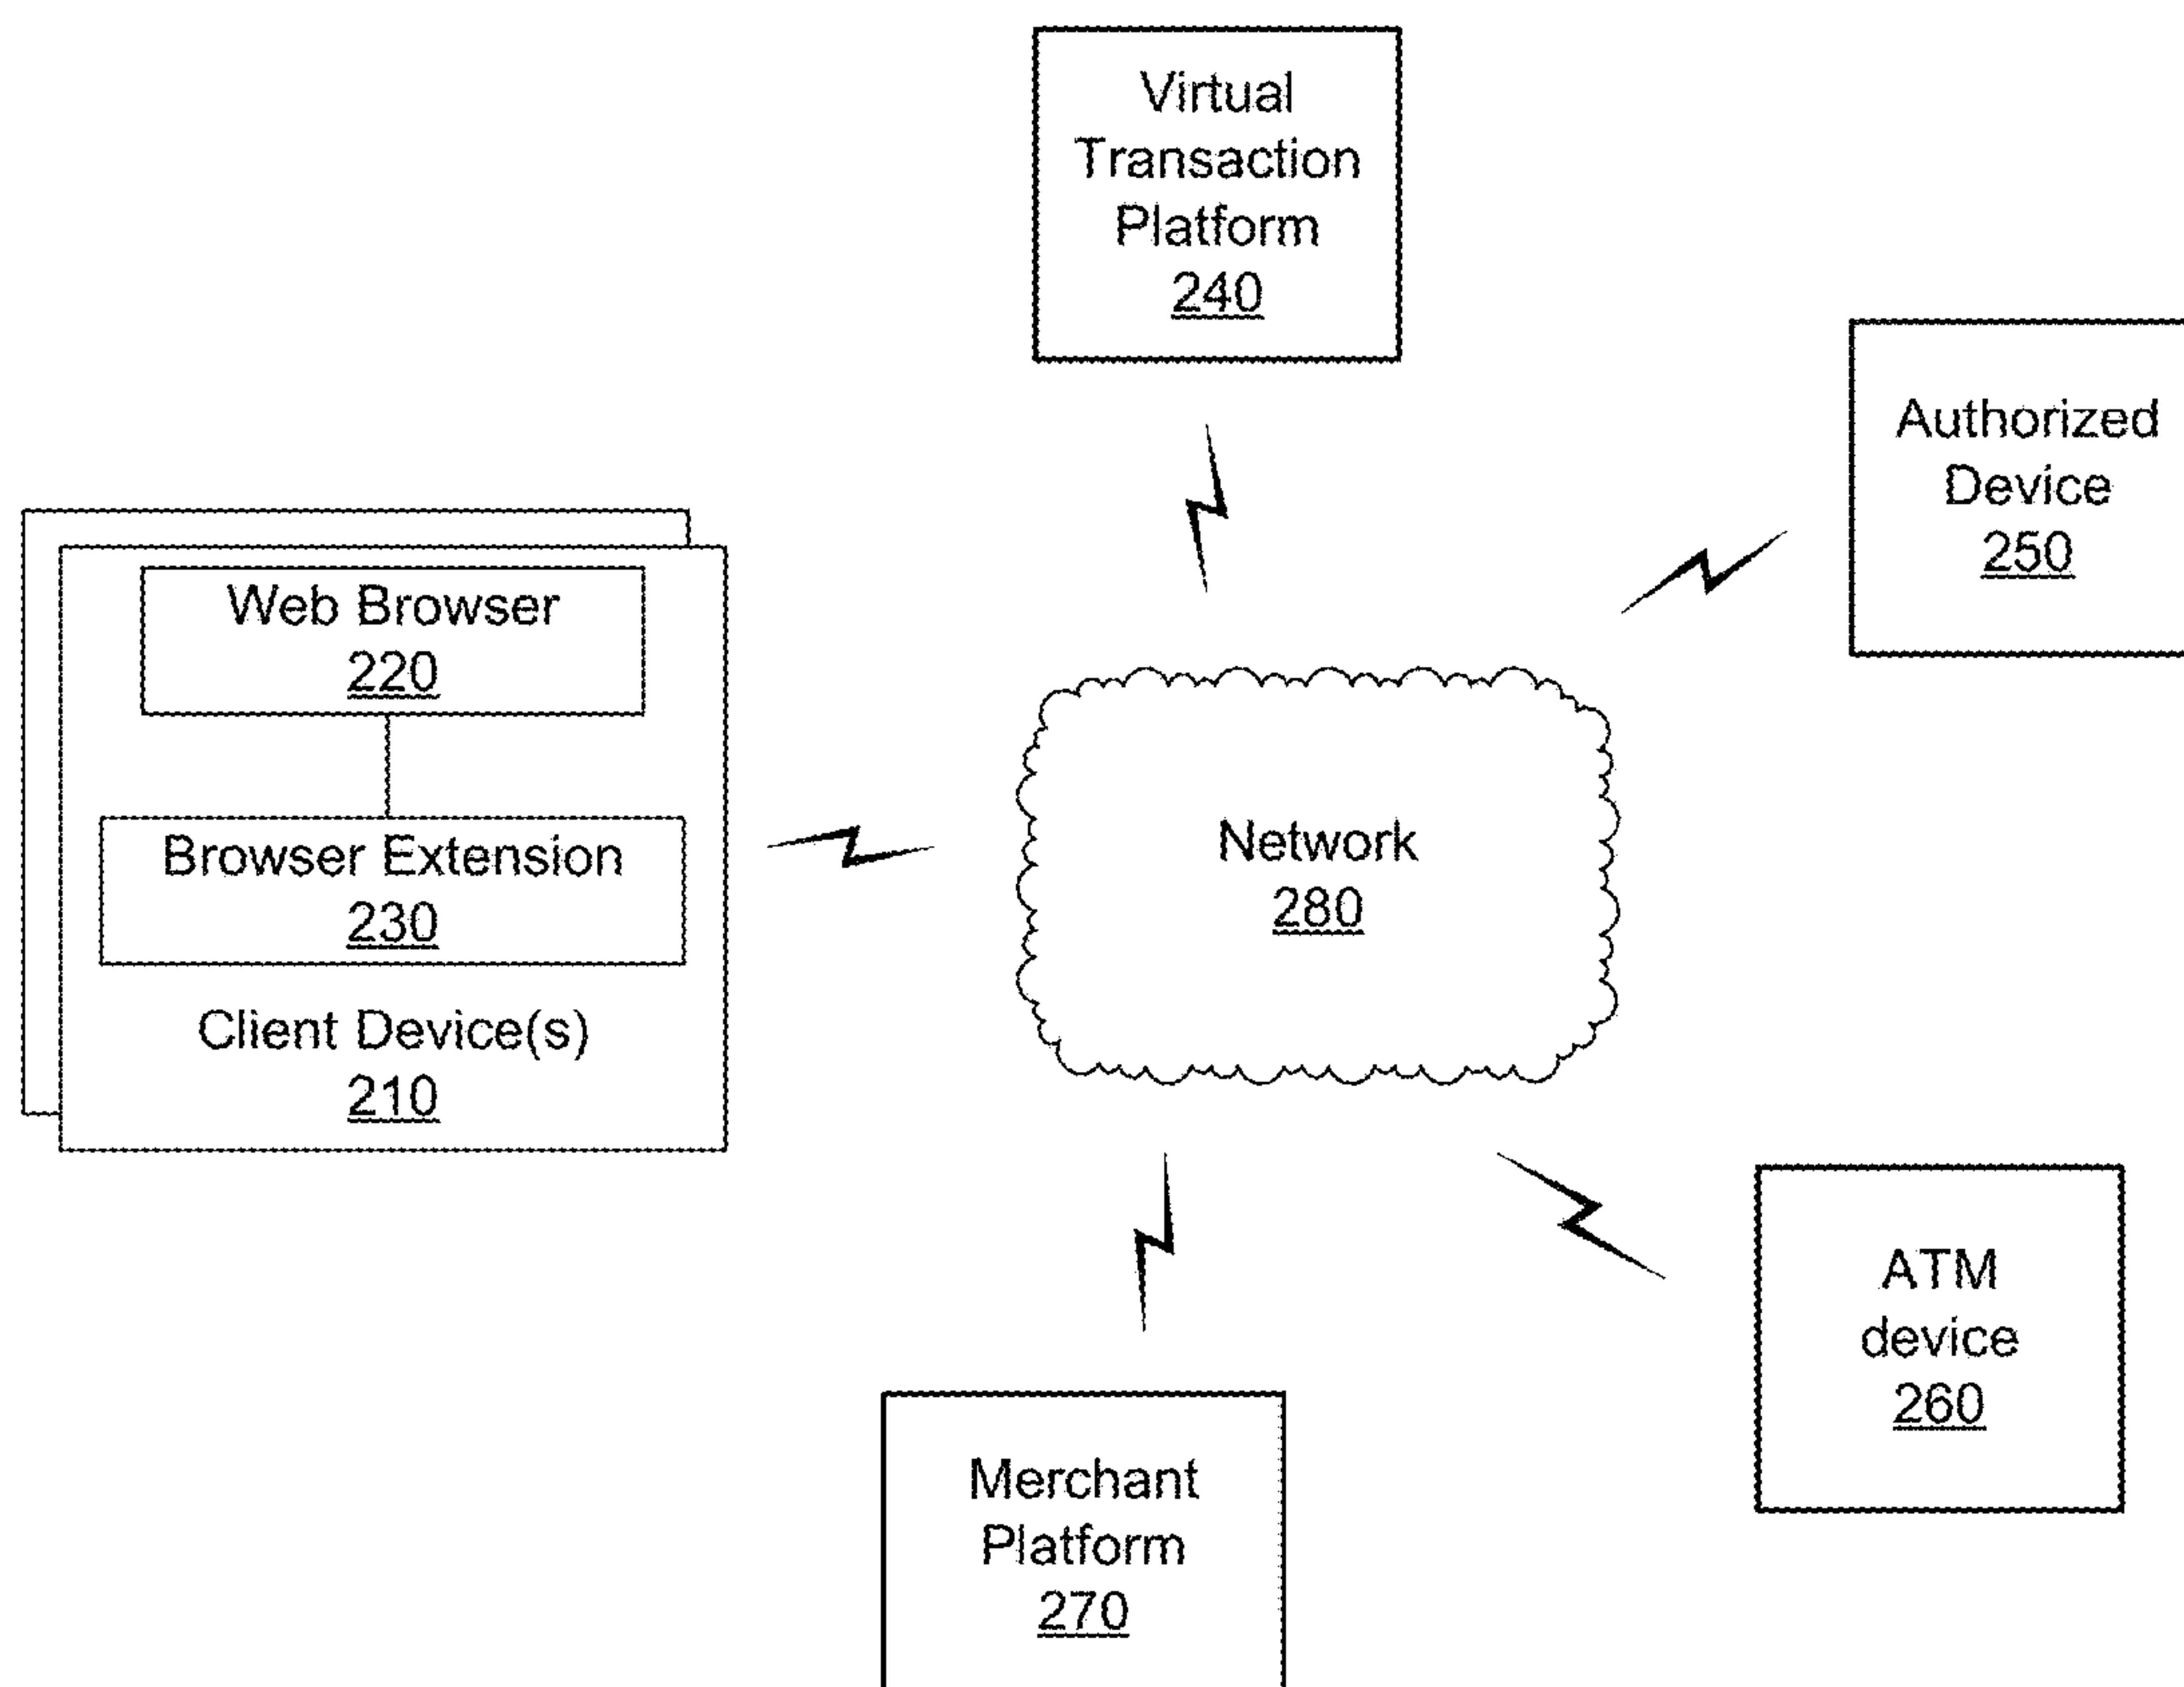 Virtual
Transaction
Platform
240
Authorized
Device
250
Web Browser
220
Browser Extension
230
Client Device(s)
210
Network
280
ATM
device
260
Merchant
Platform
270